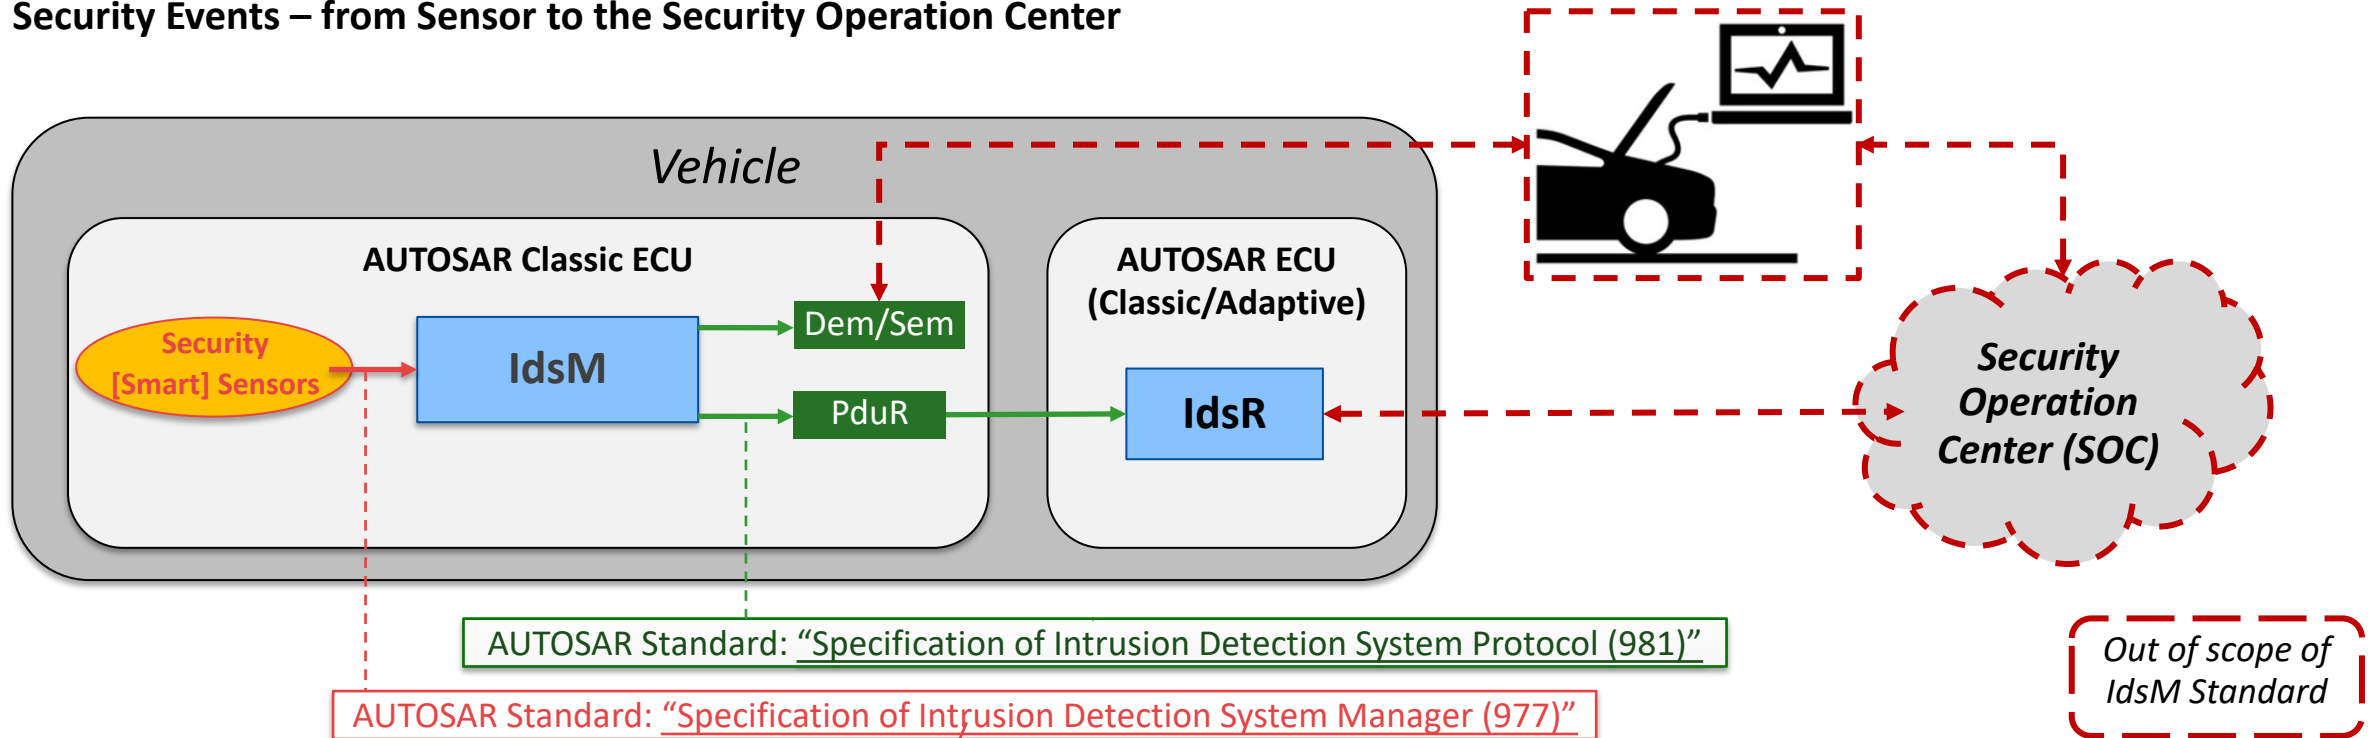 Security Events – from Sensor to the Security Operation Center
Vehicle
AUTOSAR Classic ECU
Security
[Smart] Sensors
IdsM
Dem/Sem
PduR
AUTOSAR ECU
(Classic/Adaptive)
IdsR
Security
Operation
Center (SOC)
AUTOSAR Standard: “Specification of Intrusion Detection System Protocol (981)”
AUTOSAR Standard: “Specification of Intrusion Detection System Manager (977)”
Out of scope of
IdsM Standard